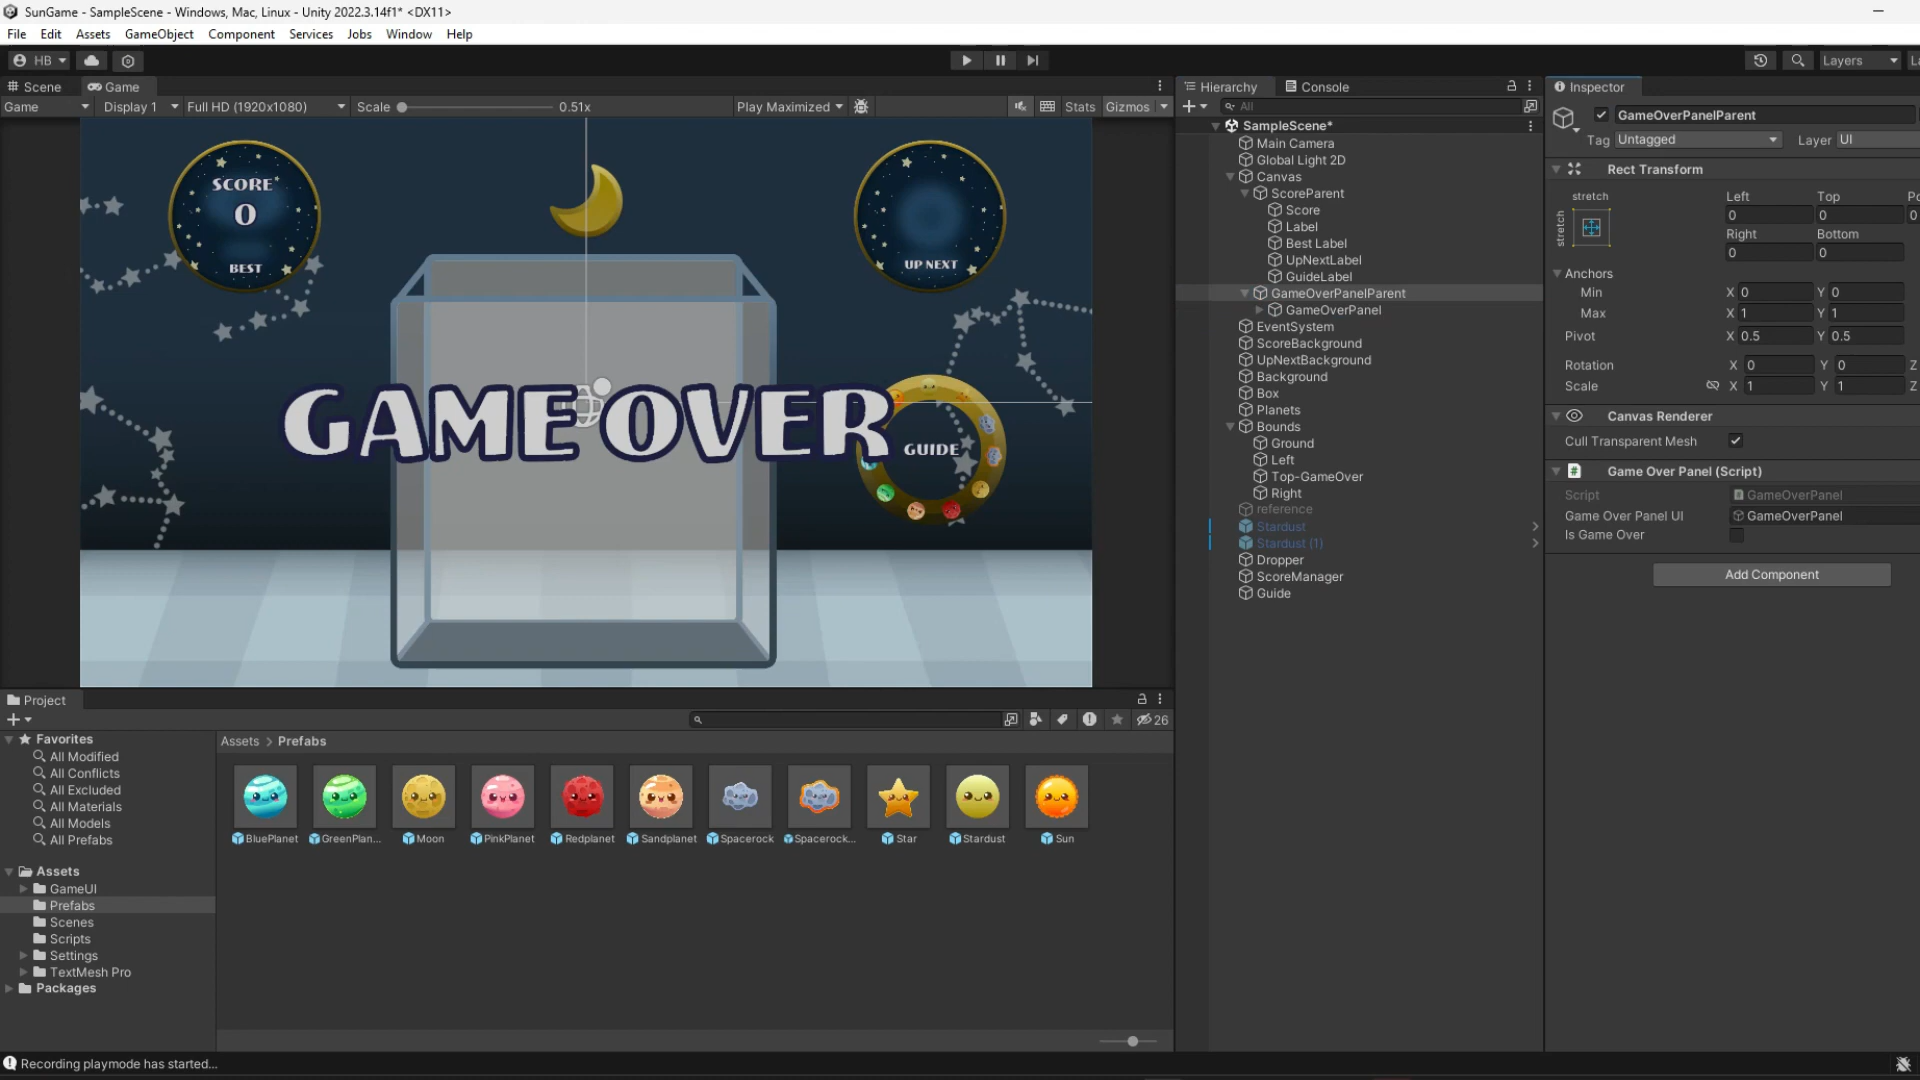 SunGame - SampleScene - Windows, Mac, Linux - Unity 2022.3.14f1* <DX11>
File Edit Assets GameObject Component Services Jobs Window Help
HB Layers
Scene Game
Game Display 1 Full HD (1920x1080) Scale 0.51x Play Maximized Stats Gizmos
SCORE
0
BEST
UP NEXT
GAME OVER
GUIDE
Hierarchy Console
All
SampleScene*
Main Camera
Global Light 2D
Canvas
ScoreParent
Score
Label
Best Label
UpNextLabel
GuideLabel
GameOverPanelParent
GameOverPanel
EventSystem
ScoreBackground
UpNextBackground
Background
Box
Planets
Bounds
Ground
Left
Top-GameOver
Right
reference
Stardust
Stardust (1)
Dropper
ScoreManager
Guide
Inspector
GameOverPanelParent
Tag Untagged Layer UI
Rect Transform
stretch
stretch
Left Top
0 0 0
Right Bottom
0 0
Anchors
Min X 0 Y 0
Max X 1 Y 1
Pivot X 0.5 Y 0.5
Rotation X 0 Y 0 Z
Scale X 1 Y 1 Z
Canvas Renderer
Cull Transparent Mesh
Game Over Panel (Script)
Script GameOverPanel
Game Over Panel UI GameOverPanel
Is Game Over
Add Component
Project
26
Favorites
All Modified
All Conflicts
All Excluded
All Materials
All Models
All Prefabs
Assets
GameUI
Prefabs
Scenes
Scripts
Settings
TextMesh Pro
Packages
Assets > Prefabs
BluePlanet GreenPlan... Moon PinkPlanet Redplanet Sandplanet Spacerock Spacerock... Star Stardust Sun
Recording playmode has started...